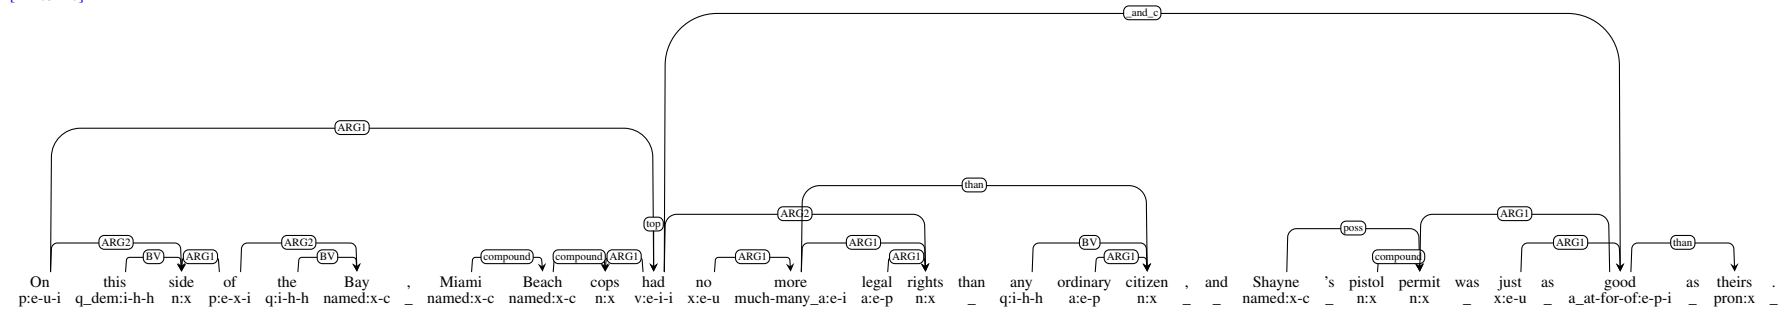 _and_c
ARG1
than
top ARG2
poss ARG1
ARG2 ARG2 BV than
BV ARG1 BV compound compound ARG1 ARG1 ARG1 ARG1 ARG1 compound ARG1
On this side of the Bay , Miami Beach cops had no more legal rights than any ordinary citizen , and Shayne 's pistol permit was just as good as theirs .
p:e-u-i q_dem:i-h-h n:x p:e-x-i q:i-h-h named:x-c _ named:x-c named:x-c n:x v:e-i-i x:e-u much-many_a:e-i a:e-p n:x _ q:i-h-h a:e-p n:x _ _ named:x-c _ n:x n:x _ x:e-u _ a_at-for-of:e-p-i _ pron:x _